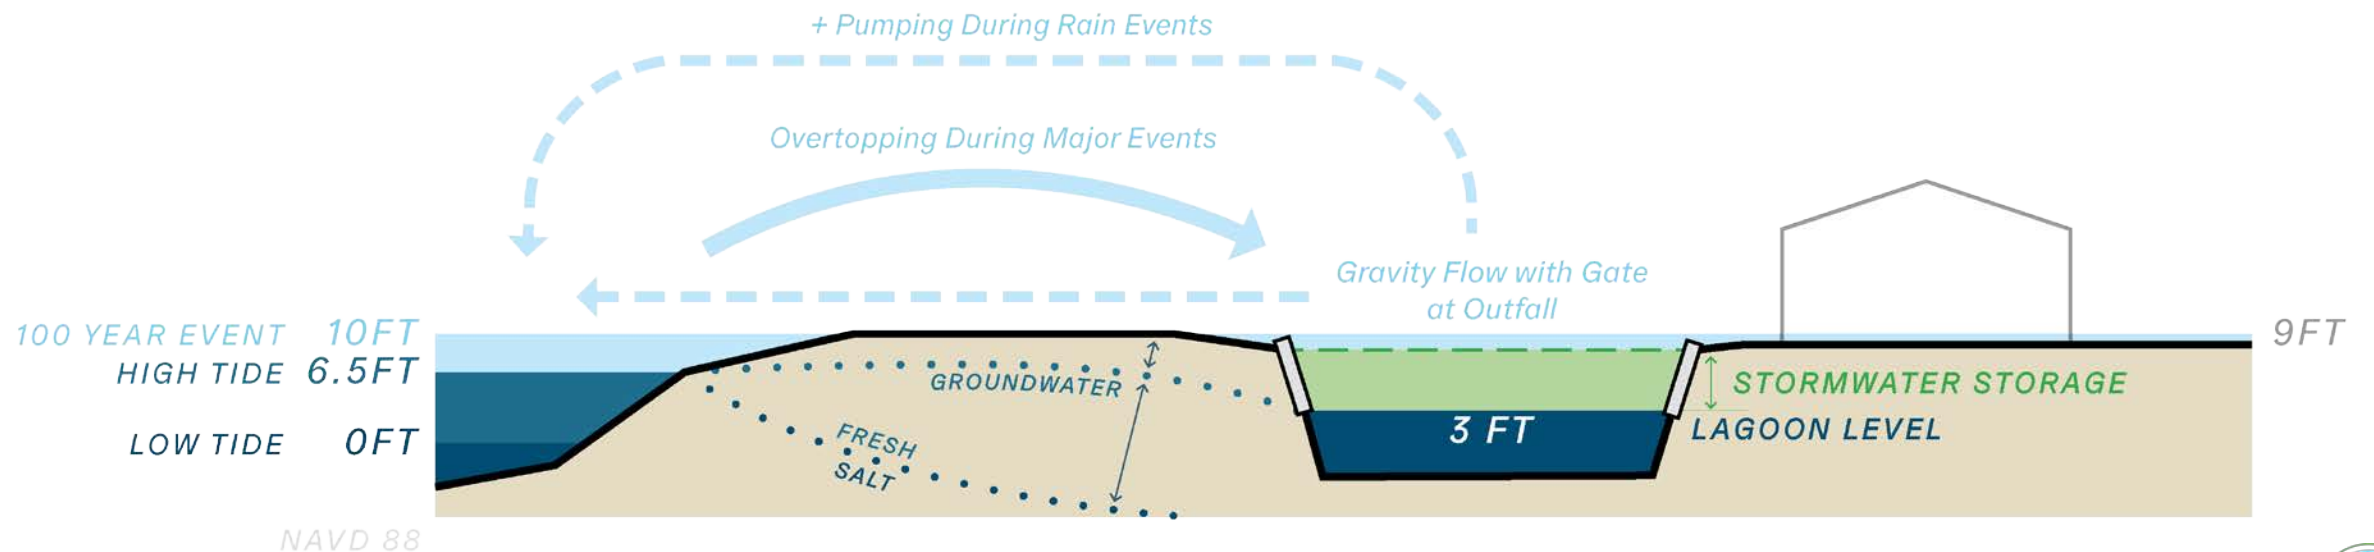 + Pumping During Rain Events
Overtopping During Major Events
Gravity Flow with Gate
at Outfall
100 YEAR EVENT 10FT
9FT
HIGH TIDE 6.5FT
GROUNDWATER
STORMWATER STORAGE
LOW TIDE 0FT
3 FT
LAGOON LEVEL
FRESH
SALT
NAVD 88